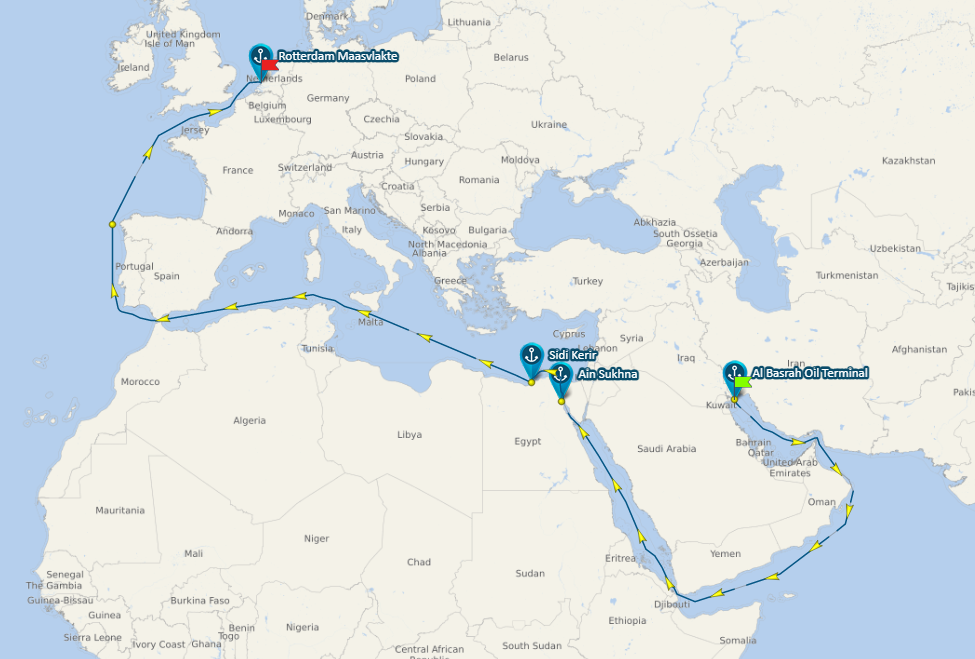 Denmark
Lithuania
United Kingdom
Isle of Man
Ireland
Rotterdam Maasvlakte
Netherlands
Belarus
Poland
Belgium
Germany
Luxembourg
Czechia
Ukraine
Jersey
Slovakia
Austria
Hungary
Moldova
Kazakhstan
France
Switzerland
Croatia
Romania
Monaco
San Marino
Serbia
Andorra
Italy
Kosovo
Bulgaria
Abkhazia
South Ossetia
Georgia
North Macedonia
Albania
Uzbekistan
Azerbaijan
Portugal
Spain
Greece
Turkey
Turkmenistan
Tajikis
Malta
Tunisia
Cyprus
Lebanon
Syria
Sidi Kerir
Iraq
Iran
Afghanistan
Ain Sukhna
Al Basrah Oil Terminal
Morocco
Pakis
Kuwait
Algeria
Libya
Egypt
Saudi Arabia
Bahrain
Qatar
United Arab
Emirates
Oman
Mauritania
Niger
Mali
Chad
Sudan
Eritrea
Yemen
Senegal
The Gambia
Guinea-Bissau
Burkina Faso
Djibouti
Guinea
Benin
Togo
Nigeria
Ethiopia
Sierra Leone
Ivory Coast
Ghana
Central African
Republic
South Sudan
Somalia